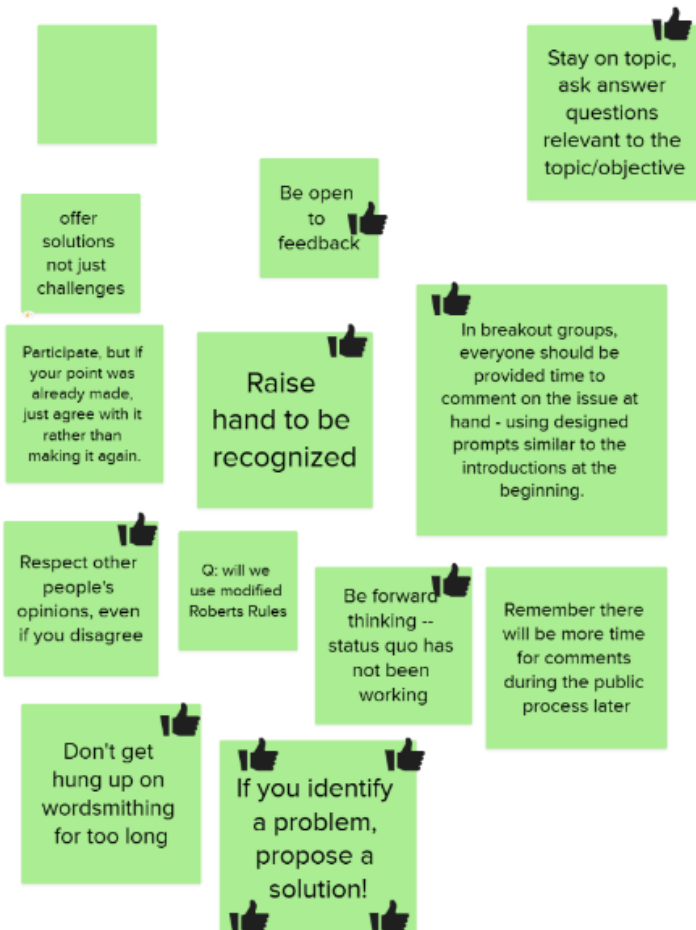 Stay on topic,
ask answer
questions
relevant to the
topic/objective
Be open
to
feedback
offer
solutions
not just
challenges
Participate, but if
your point was
already made,
just agree with it
rather than
making it again.
Raise
hand to be
recognized
In breakout groups,
everyone should be
provided time to
comment on the issue at
hand - using designed
prompts similar to the
introductions at the
beginning.
Respect other
people's
opinions, even
if you disagree
Q: will we
use modified
Roberts Rules
Be forward
thinking --
status quo has
not been
working
Remember there
will be more time
for comments
during the public
process later
Don't get
hung up on
wordsmithing
for too long
If you identify
a problem,
propose a
solution!